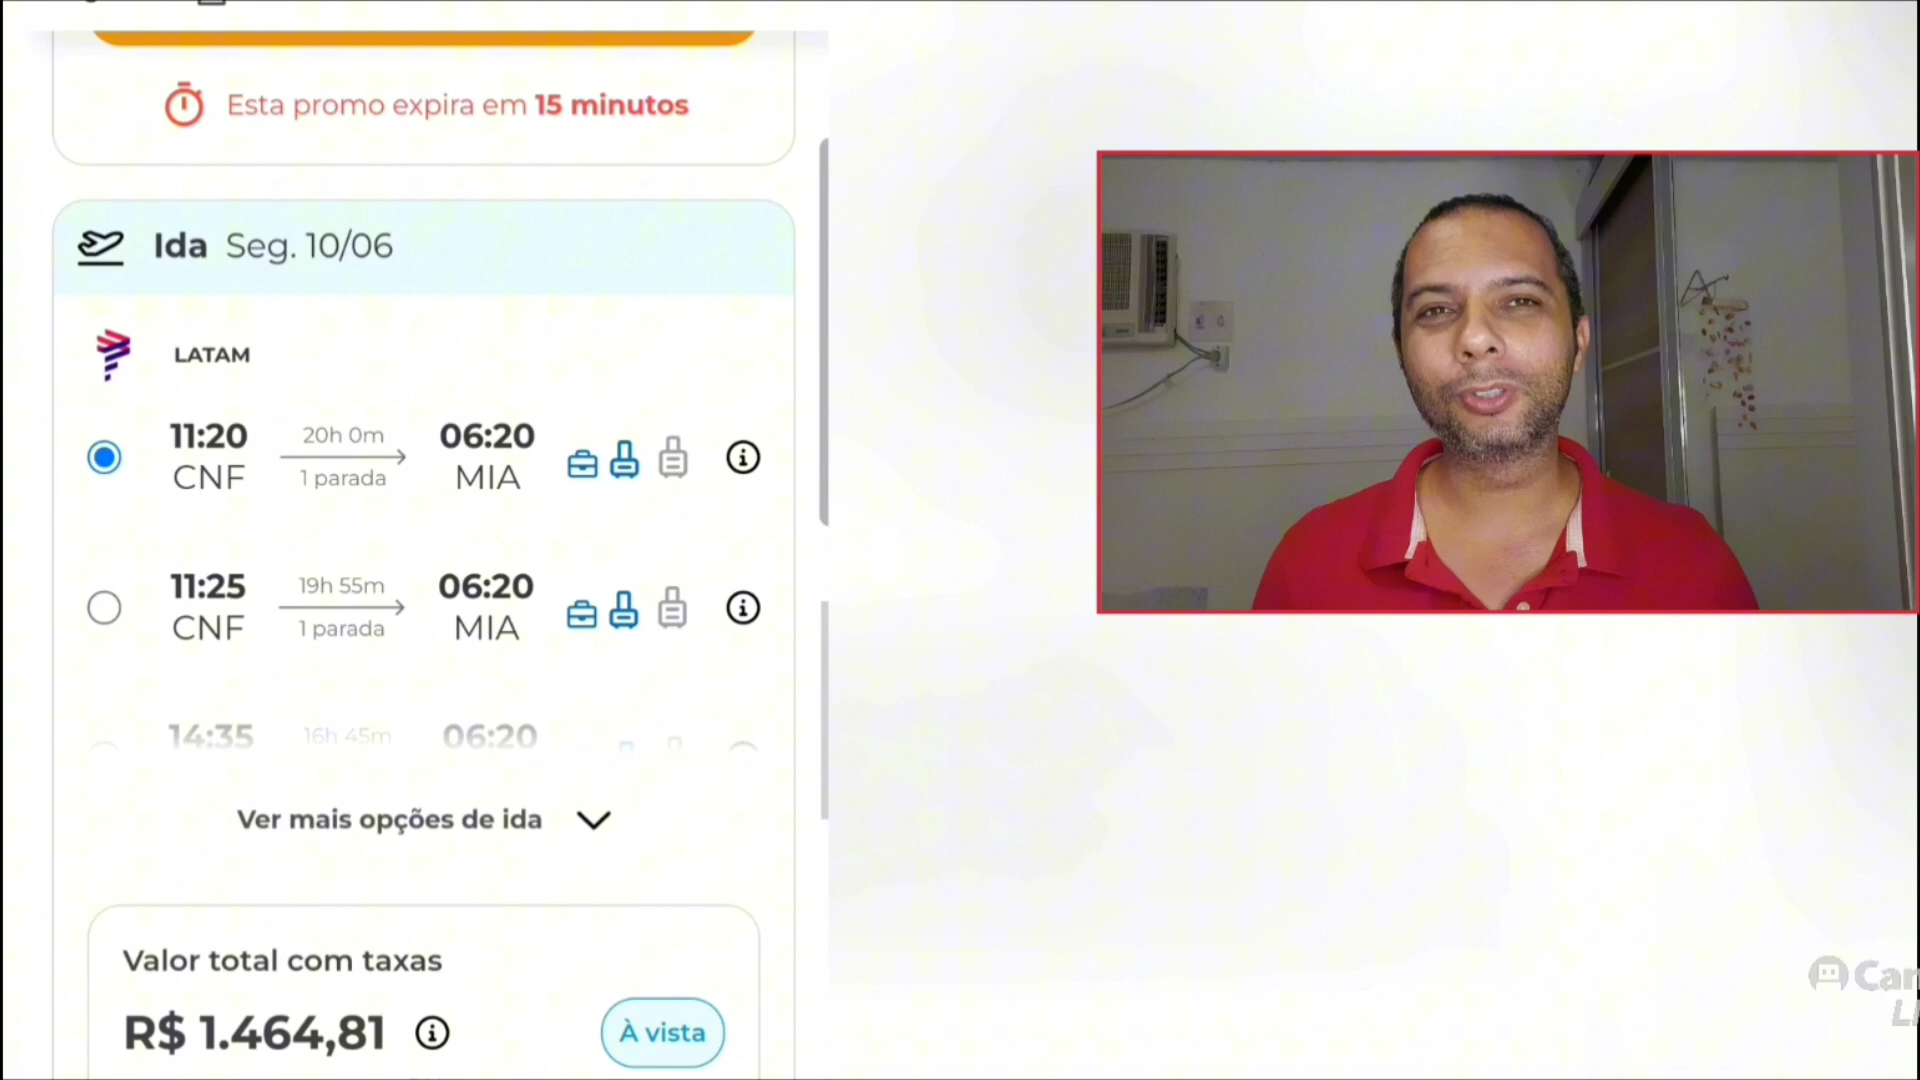 Esta promo expira em 15 minutos
Ida Seg. 10/06
LATAM
11:20 20h 0m 06:20
CNF 1 parada MIA
11:25 19h 55m 06:20
CNF 1 parada MIA
14:35 16h 45m 06:20
Ver mais opções de ida
Valor total com taxas
R$ 1.464,81 À vista